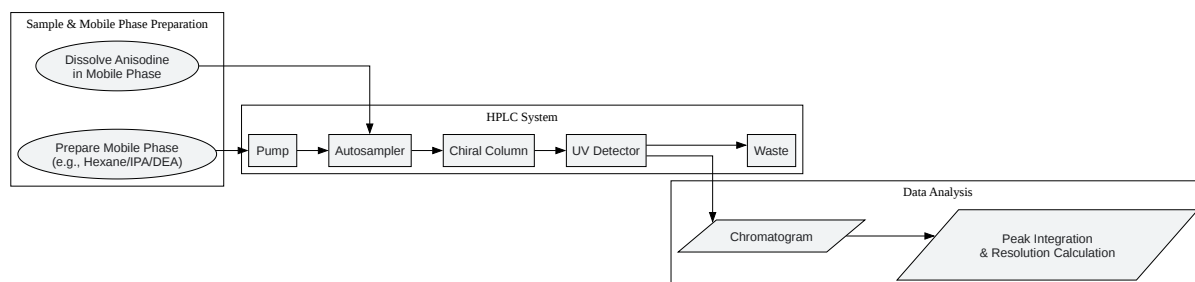 Sample & Mobile Phase Preparation
Dissolve Anisodine
in Mobile Phase
Prepare Mobile Phase
(e.g., Hexane/IPA/DEA)
HPLC System
Pump
Autosampler
Chiral Column
UV Detector
Waste
Data Analysis
Chromatogram
Peak Integration
& Resolution Calculation